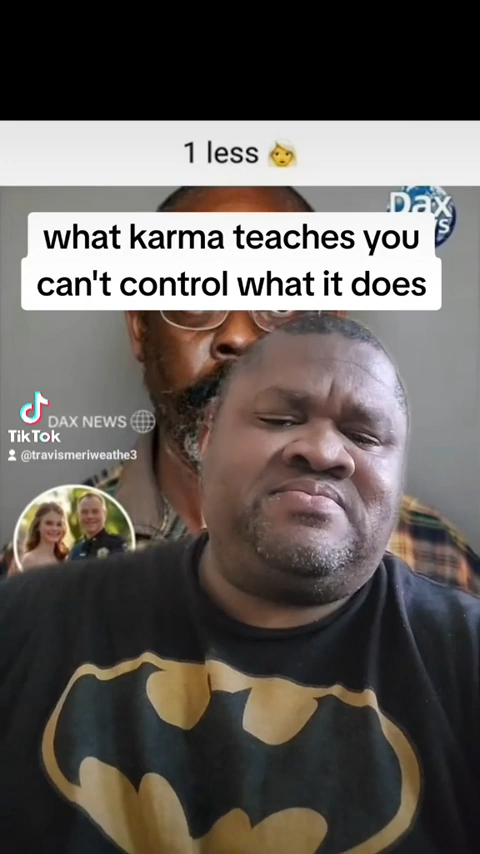 1 less 👩
Dax
what karma teaches you
can't control what it does
DAX NEWS
TikTok
@travismeriweathe3